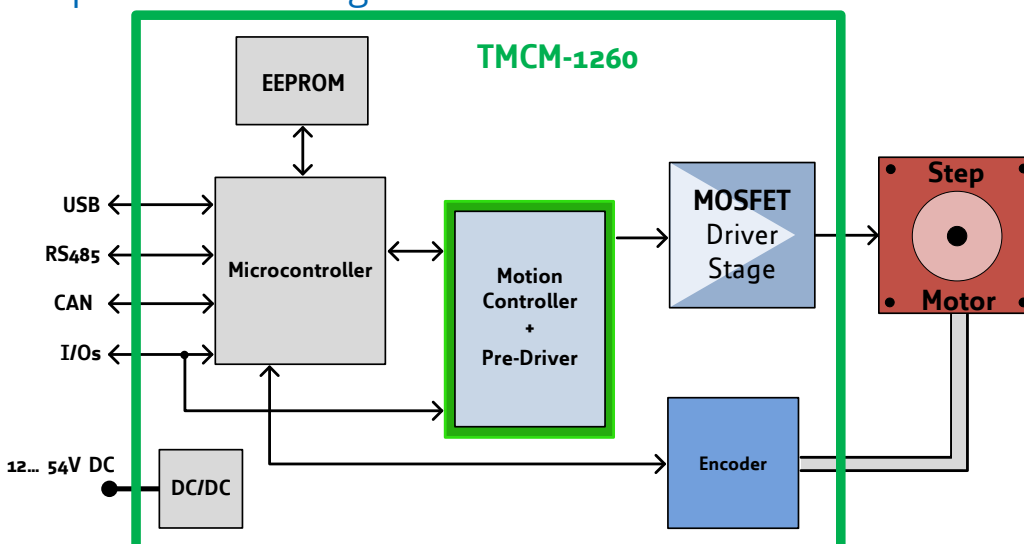 TMCM-1260
EEPROM
USB
RS485
CAN
I/Os
Microcontroller
Motion
Controller
+
Pre-Driver
MOSFET
Driver
Stage
Step
Motor
12... 54V DC
DC/DC
Encoder